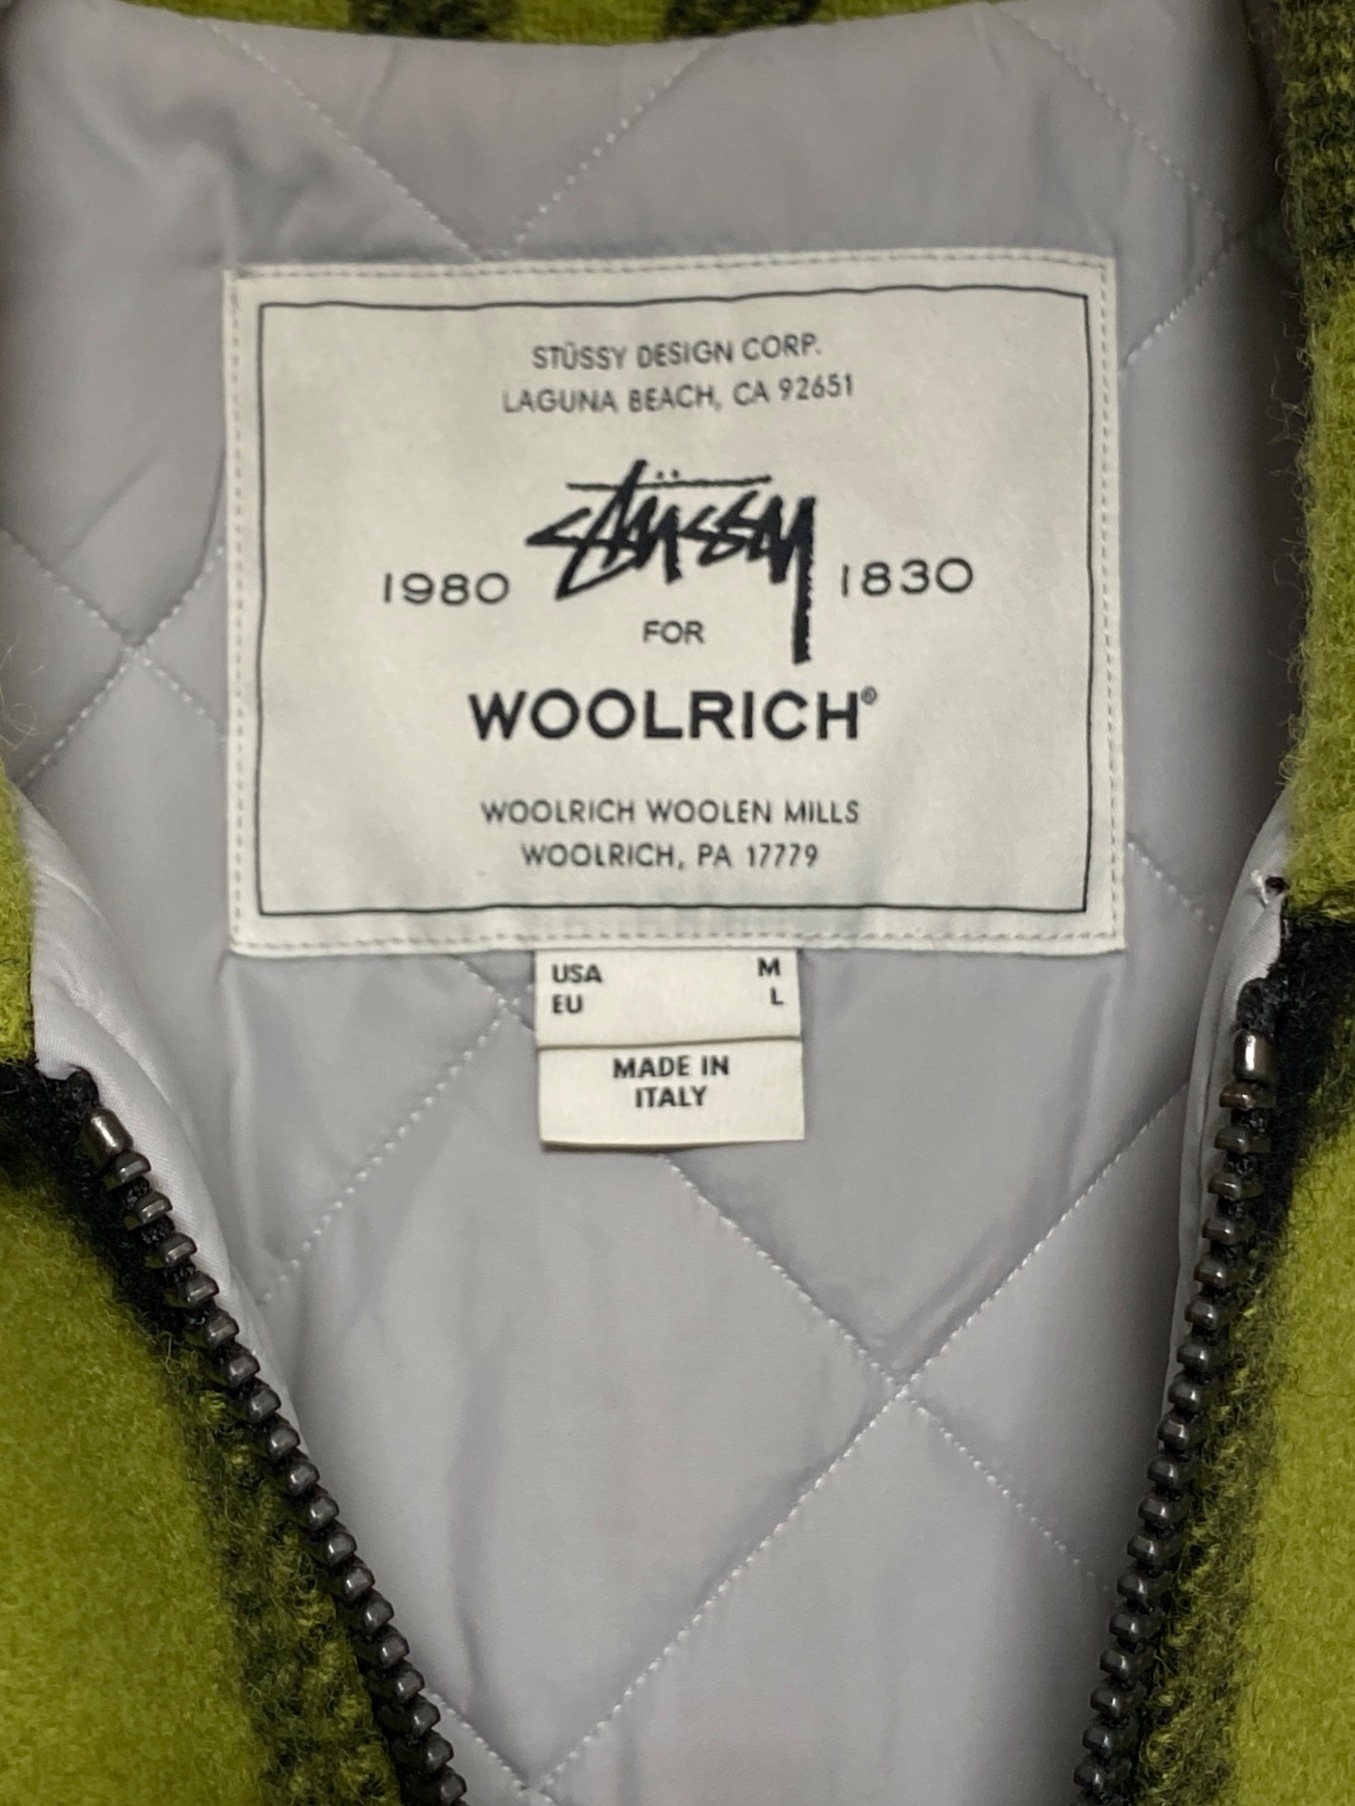 STÜSSY DESIGN CORP.
LAGUNA BEACH, CA 92651
1980 STÜSSY 1830
FOR
WOOLRICH®
WOOLRICH WOOLEN MILLS
WOOLRICH, PA 17779
USA M
EU L
MADE IN
ITALY